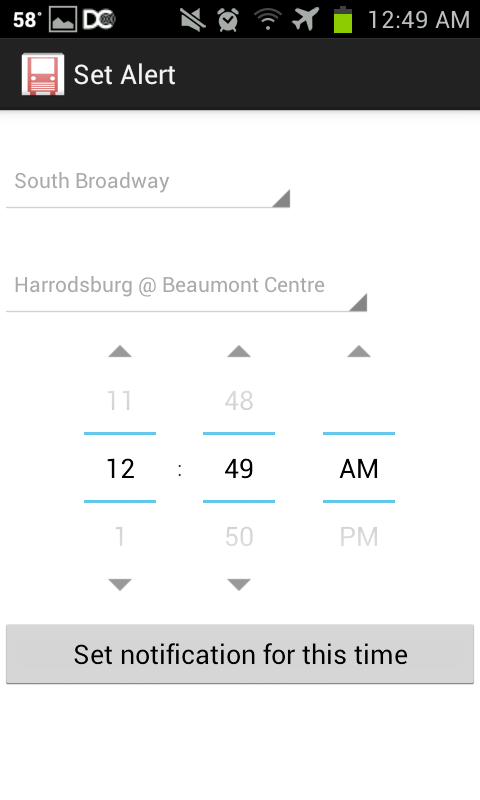 58° DC 12:49 AM
Set Alert
South Broadway
Harrodsburg @ Beaumont Centre
11 48
12 : 49 AM
1 50 PM
Set notification for this time